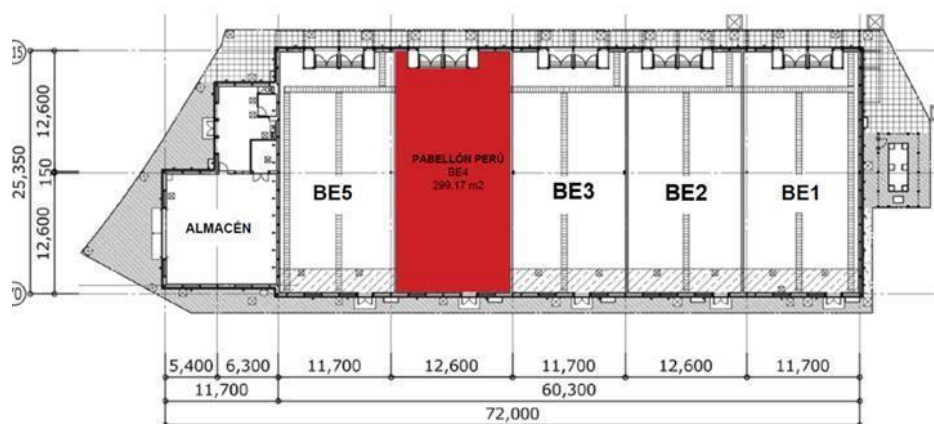 15
12,600
25,350
150
12,600
0
PABELLÓN PERÚ
BE4
299.17 m2
BE5
BE3
BE2
BE1
ALMACÉN
5,400
6,300
11,700
12,600
11,700
12,600
11,700
11,700
60,300
72,000